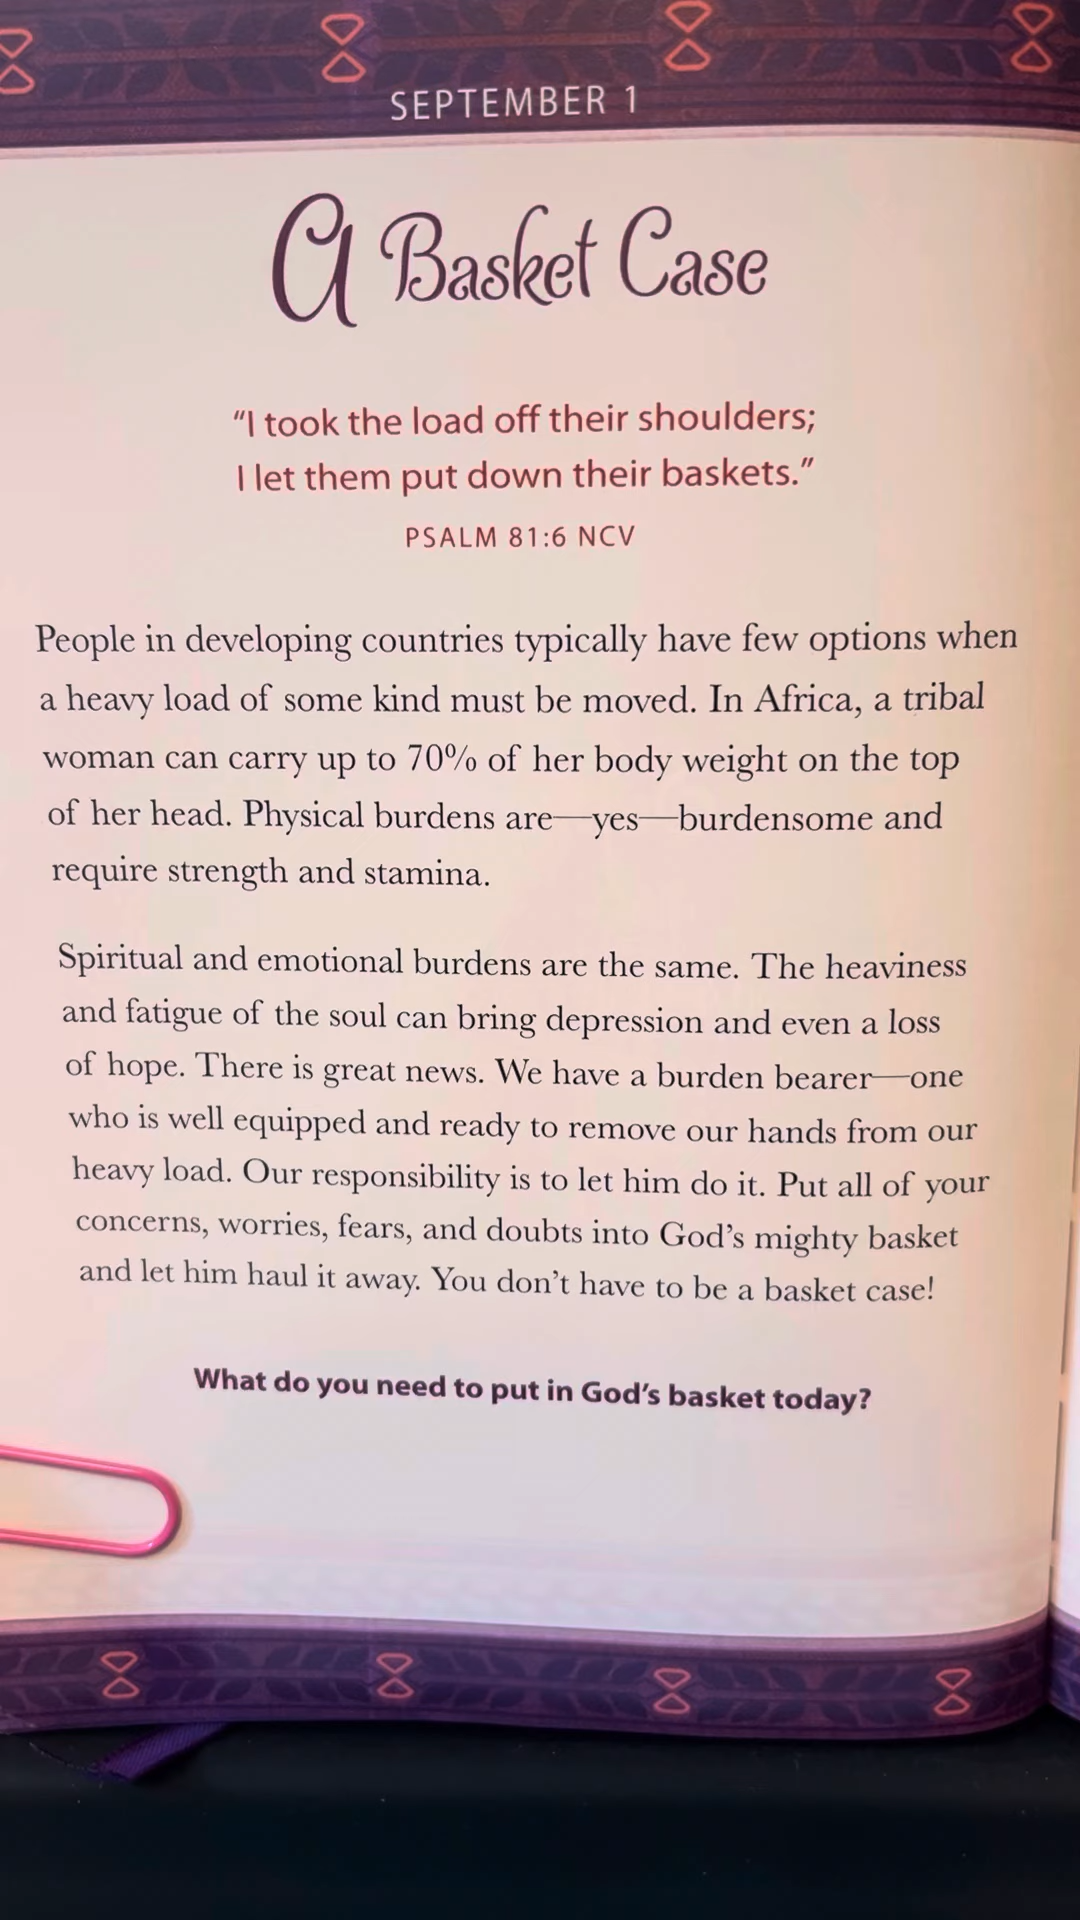 SEPTEMBER 1
A Basket Case
“I took the load off their shoulders;
I let them put down their baskets.”
PSALM 81:6 NCV
People in developing countries typically have few options when
a heavy load of some kind must be moved. In Africa, a tribal
woman can carry up to 70% of her body weight on the top
of her head. Physical burdens are—yes—burdensome and
require strength and stamina.
Spiritual and emotional burdens are the same. The heaviness
and fatigue of the soul can bring depression and even a loss
of hope. There is great news. We have a burden bearer—one
who is well equipped and ready to remove our hands from our
heavy load. Our responsibility is to let him do it. Put all of your
concerns, worries, fears, and doubts into God’s mighty basket
and let him haul it away. You don’t have to be a basket case!
What do you need to put in God’s basket today?